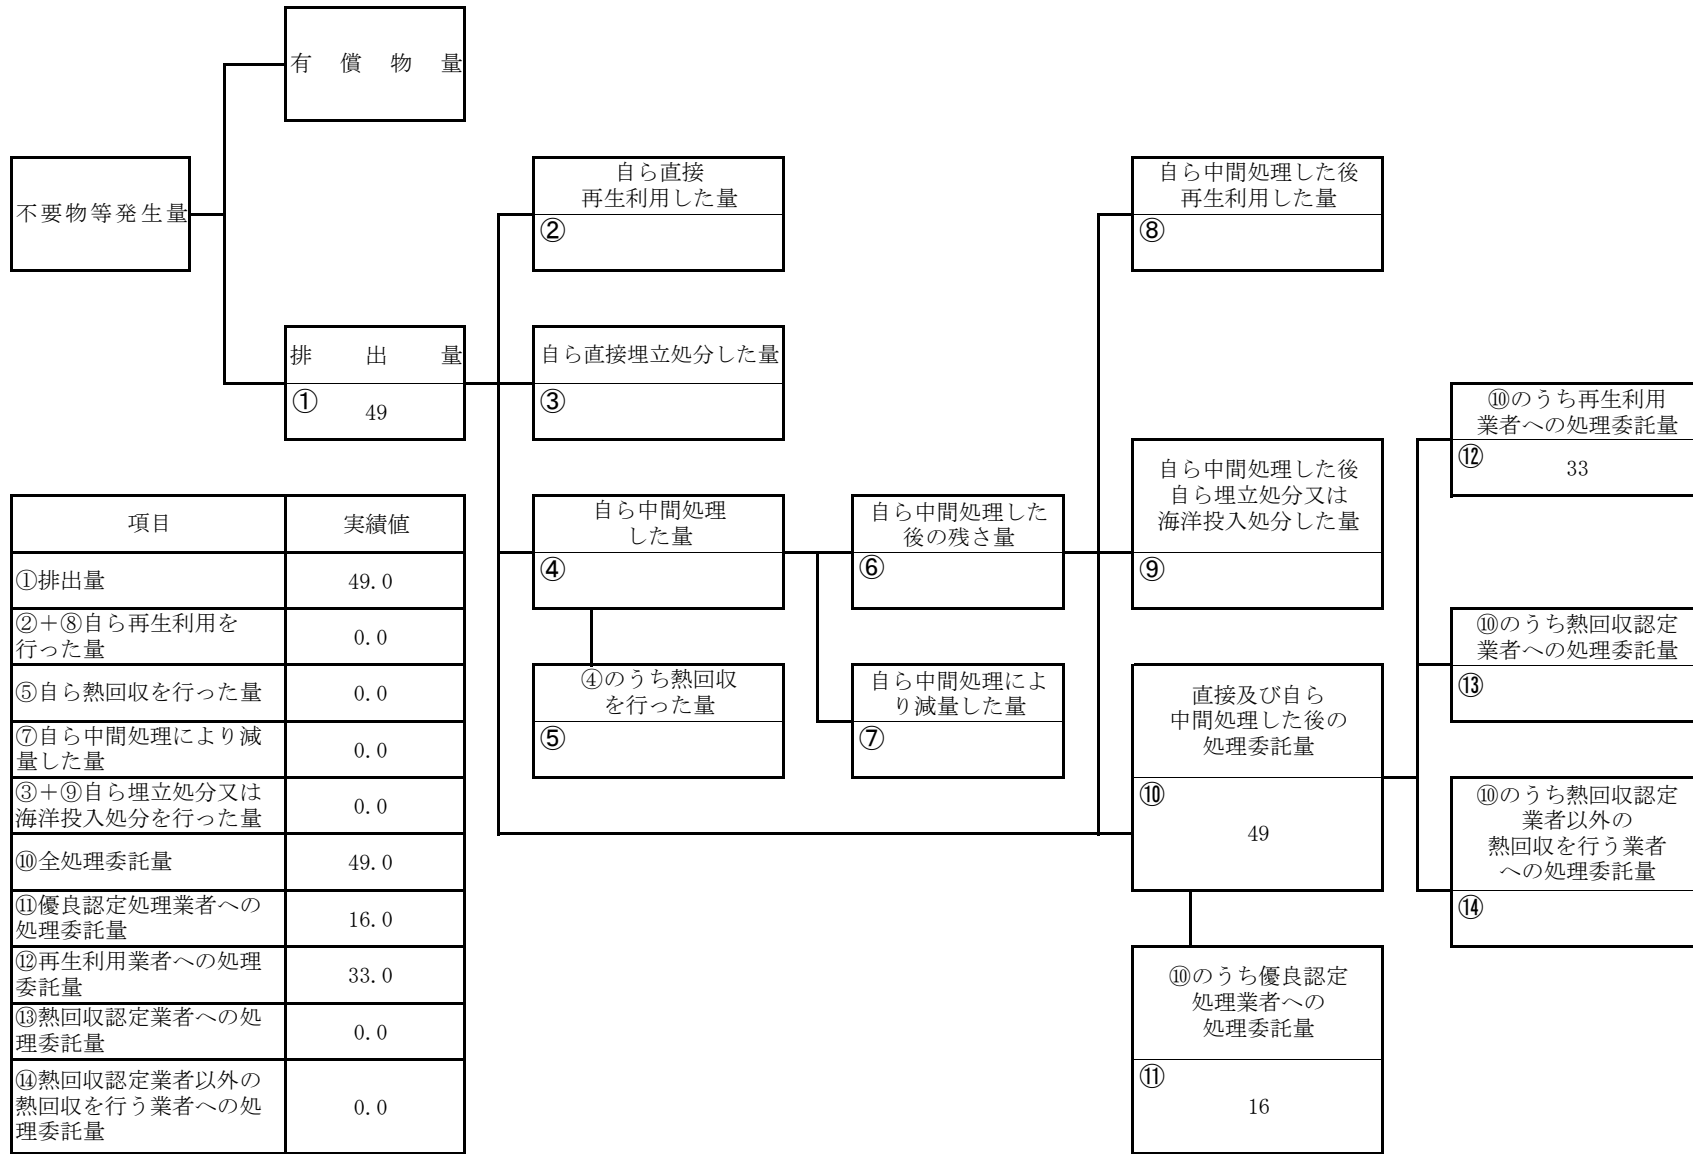 有償物量
不要物等発生量
排出量
① 49
自ら直接
再生利用した量
②
自ら直接埋立処分した量
③
自ら中間処理
した量
④
④のうち熱回収
を行った量
⑤
自ら中間処理した
後の残さ量
⑥
自ら中間処理によ
り減量した量
⑦
自ら中間処理した後
再生利用した量
⑧
自ら中間処理した後
自ら埋立処分又は
海洋投入処分した量
⑨
直接及び自ら
中間処理した後の
処理委託量
⑩
49
⑩のうち優良認定
処理業者への
処理委託量
⑪
16
⑩のうち再生利用
業者への処理委託量
⑫ 33
⑩のうち熱回収認定
業者への処理委託量
⑬
⑩のうち熱回収認定
業者以外の
熱回収を行う業者
への処理委託量
⑭
項目 実績値
①排出量 49.0
②＋⑧自ら再生利用を
行った量 0.0
⑤自ら熱回収を行った量 0.0
⑦自ら中間処理により減
量した量 0.0
③＋⑨自ら埋立処分又は
海洋投入処分を行った量 0.0
⑩全処理委託量 49.0
⑪優良認定処理業者への
処理委託量 16.0
⑫再生利用業者への処理
委託量 33.0
⑬熱回収認定業者への処
理委託量 0.0
⑭熱回収認定業者以外の
熱回収を行う業者への処
理委託量 0.0